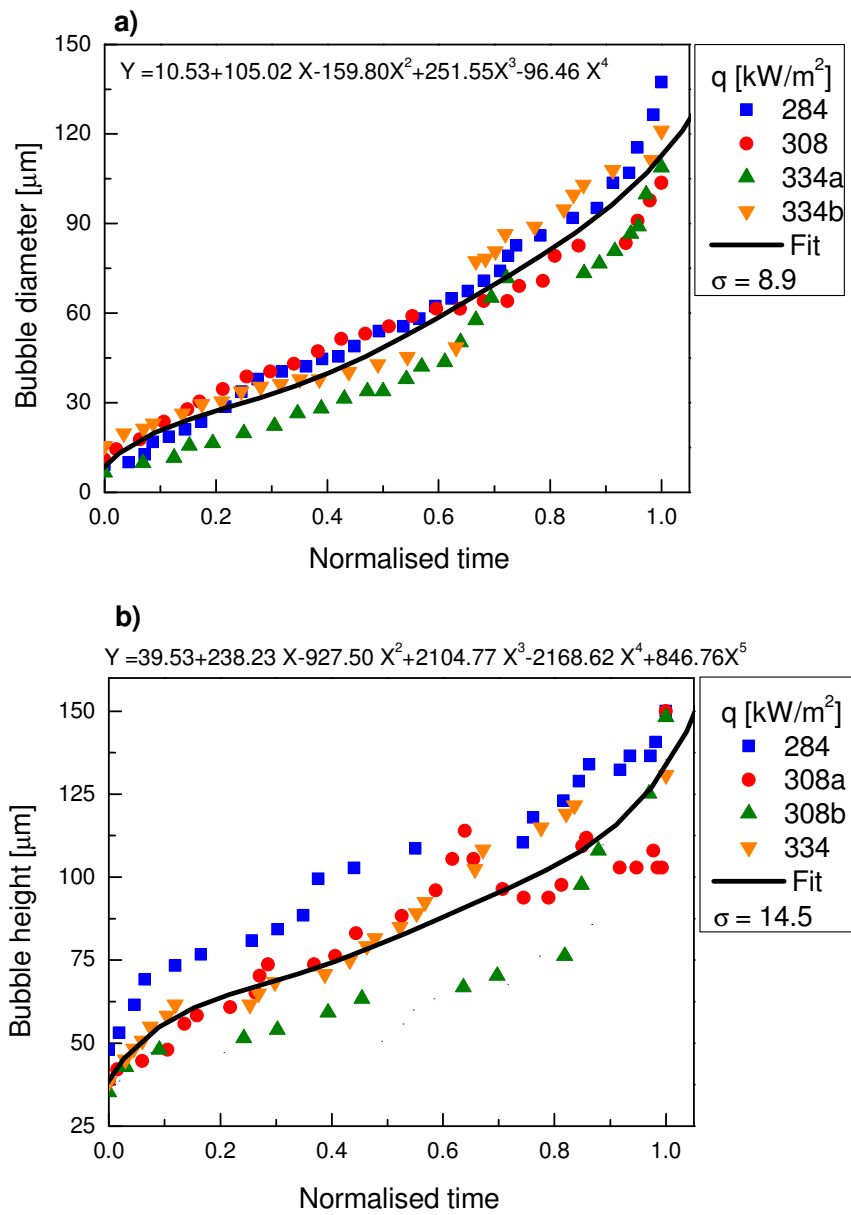 a)
Y =10.53+105.02 X-159.80X²+251.55X³-96.46 X⁴
150
120
90
60
30
0
Bubble diameter [μm]
0.0 0.2 0.4 0.6 0.8 1.0
Normalised time
q [kW/m²]
284
308
334a
334b
Fit
σ = 8.9
b)
Y =39.53+238.23 X-927.50 X²+2104.77 X³-2168.62 X⁴+846.76X⁵
150
125
100
75
50
25
Bubble height [μm]
0.0 0.2 0.4 0.6 0.8 1.0
Normalised time
q [kW/m²]
284
308a
308b
334
Fit
σ = 14.5